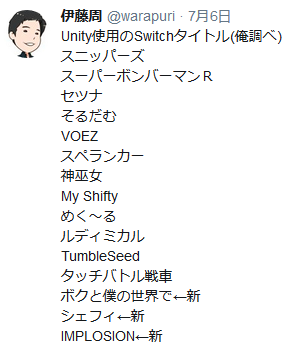 伊藤周 @warapuri · 7月6日
Unity使用のSwitchタイトル(俺調べ)
スニッパーズ
スーパーボンバーマンR
セツナ
そるだむ
VOEZ
スペランカー
神巫女
My Shifty
めく～る
ルディミカル
TumbleSeed
タッチバトル戦車
ボクと僕の世界で←新
シェフィ←新
IMPLOSION←新